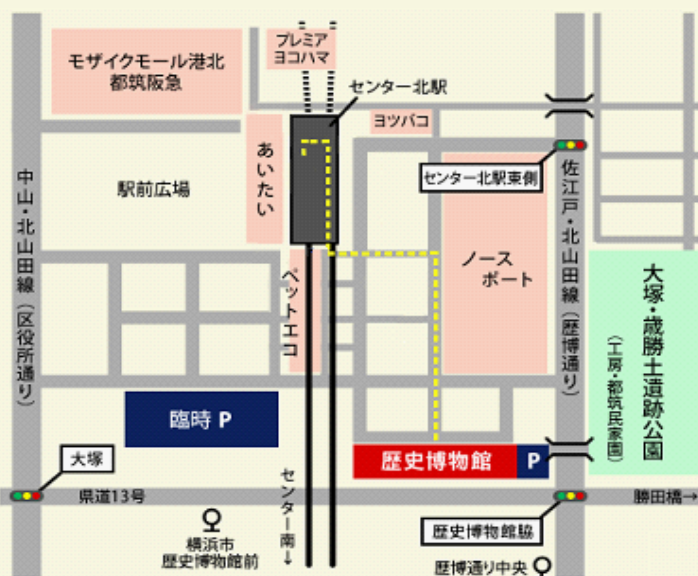 モザイクモール港北
都筑阪急
プレミア
ヨコハマ
センター北駅
ヨツバコ
あいたい
駅前広場
センター北駅東側
中山・北山田線（区役所通り）
佐江戸・北山田線（歴博通り）
ノース
ポート
ペットエコ
大塚・歳勝土遺跡公園
（工房・都筑民家園）
臨時 P
歴史博物館
P
大塚
県道13号
センター南↓
勝田橋→
横浜市
歴史博物館前
歴史博物館脇
歴博通り中央